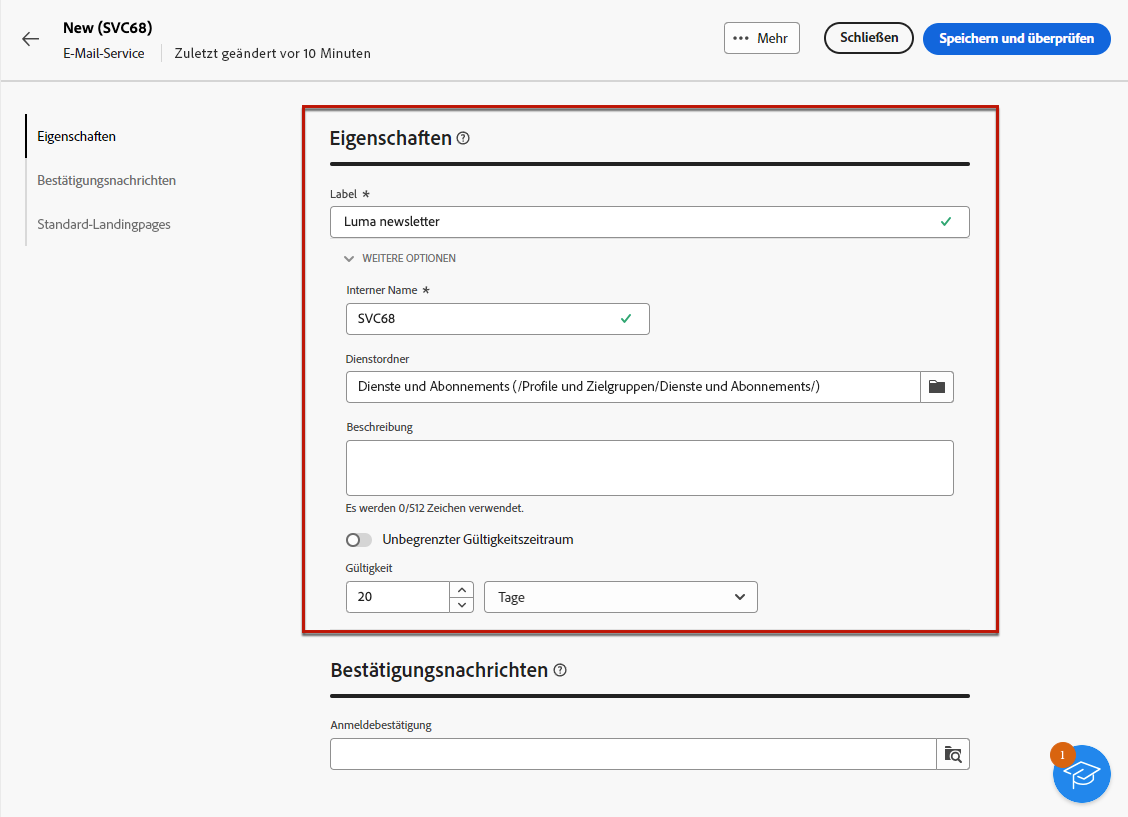 New (SVC68)
E-Mail-Service
Zuletzt geändert vor 10 Minuten
Mehr
Schließen
Speichern und überprüfen
Eigenschaften
Bestätigungsnachrichten
Standard-Landingpages
Eigenschaften
Label *
Luma newsletter
WEITERE OPTIONEN
Interner Name *
SVC68
Dienstordner
Dienste und Abonnements (/Profile und Zielgruppen/Dienste und Abonnements/)
Beschreibung
Es werden 0/512 Zeichen verwendet.
Unbegrenzter Gültigkeitszeitraum
Gültigkeit
20
Tage
Bestätigungsnachrichten
Anmeldebestätigung
1